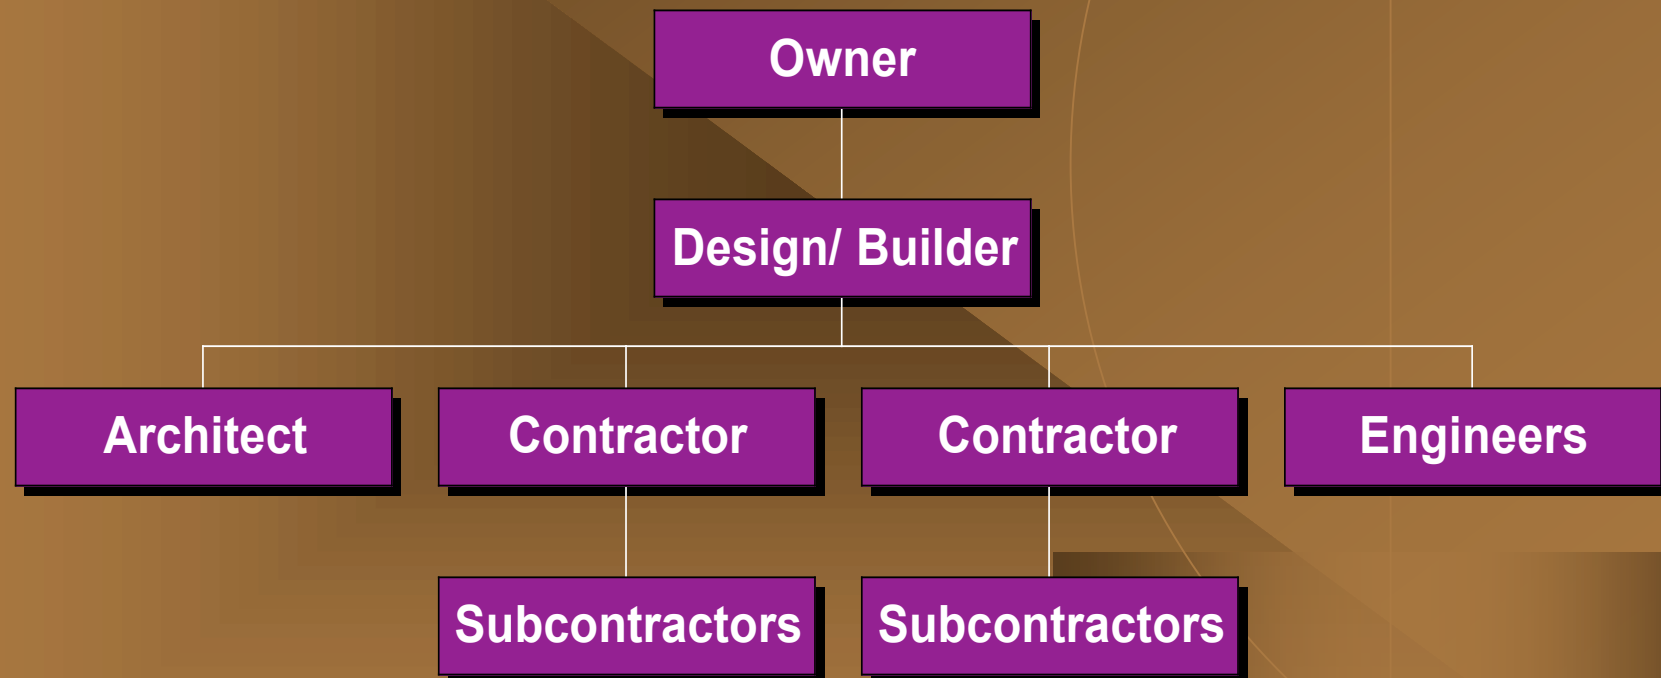 Owner
Design/ Builder
Architect
Contractor
Contractor
Engineers
Subcontractors
Subcontractors